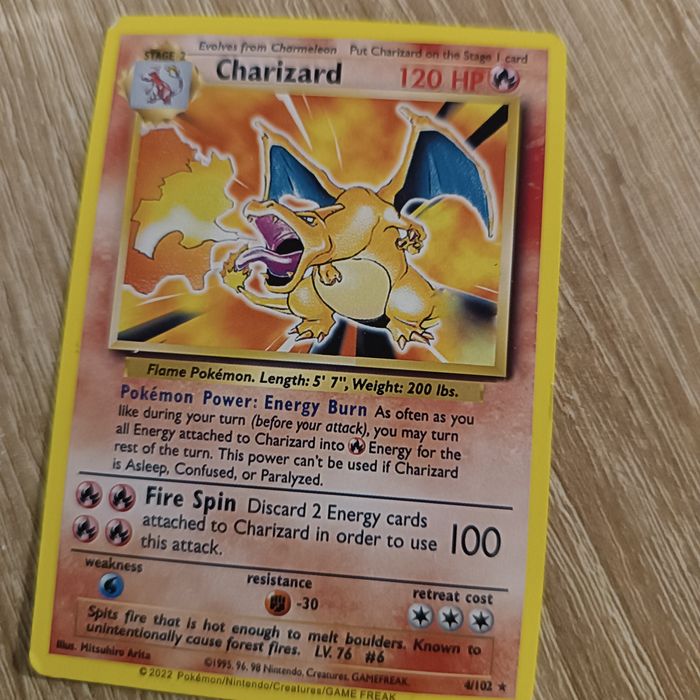 Evolves from Charmeleon Put Charizard on the Stage 1 card
STAGE 2
Charizard 120 HP
Flame Pokémon. Length: 5' 7", Weight: 200 lbs.
Pokémon Power: Energy Burn As often as you
like during your turn (before your attack), you may turn
all Energy attached to Charizard into Energy for the
rest of the turn. This power can't be used if Charizard
is Asleep, Confused, or Paralyzed.
Fire Spin Discard 2 Energy cards
attached to Charizard in order to use
this attack.
100
weakness resistance retreat cost
-30
Spits fire that is hot enough to melt boulders. Known to
unintentionally cause forest fires. LV. 76 #6
Illus. Mitsuhiro Arita ©1995, 96, 98 Nintendo, Creatures, GAMEFREAK. 4/102 ★
© 2022 Pokémon/Nintendo/Creatures/GAME FREAK